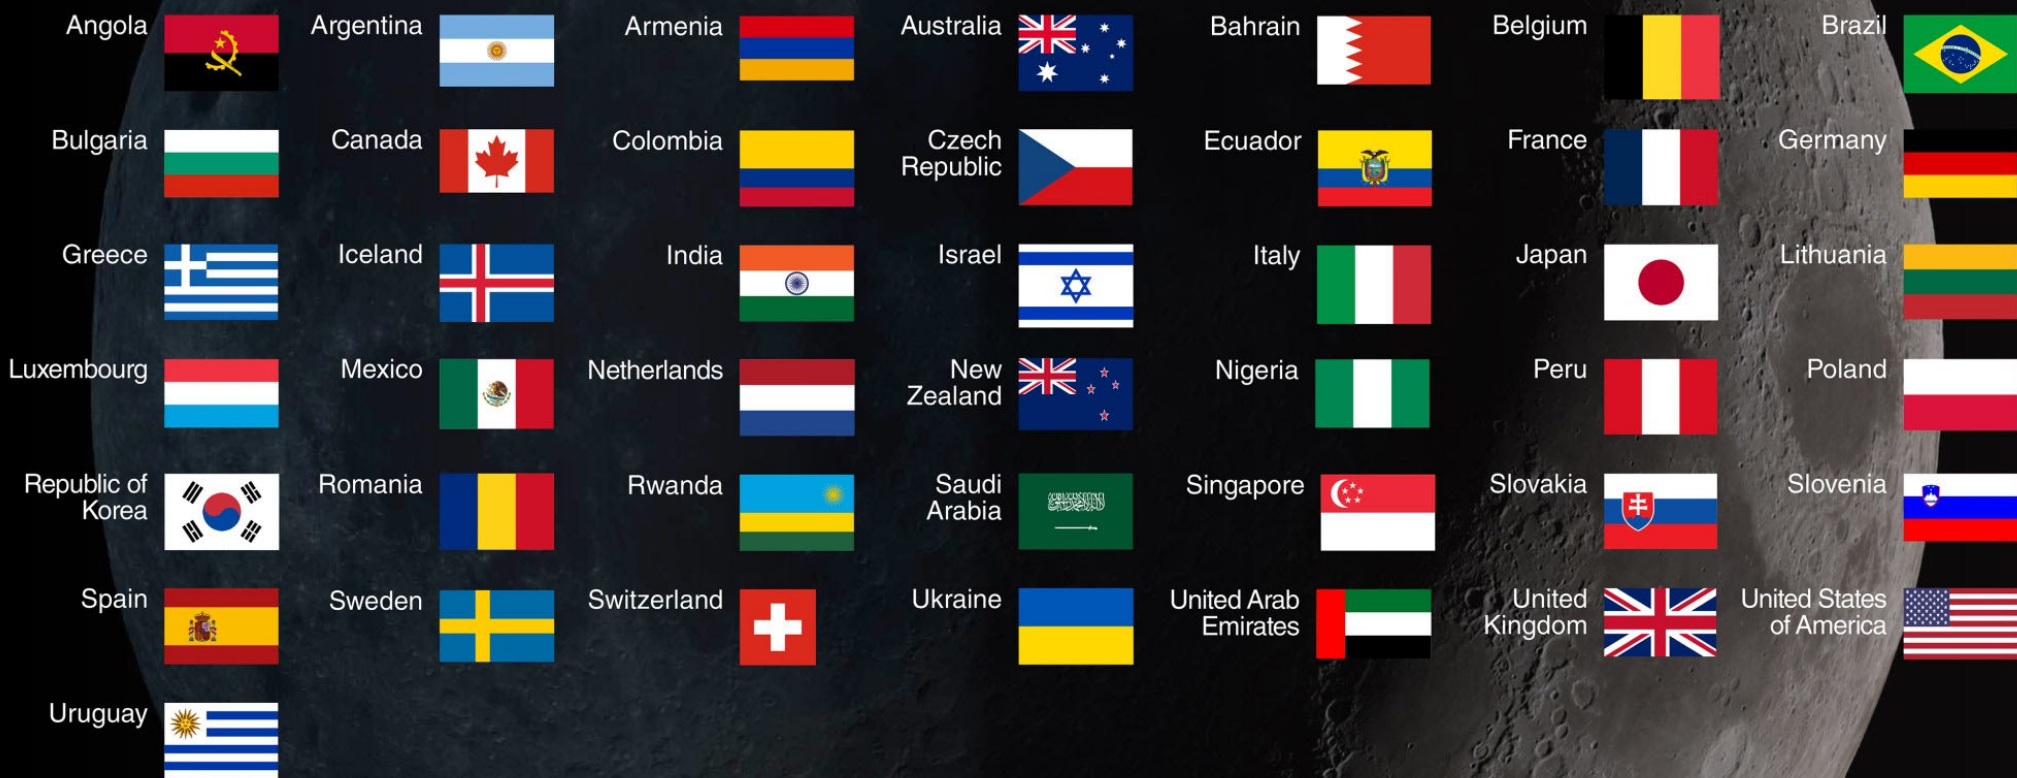 Angola
Argentina
Armenia
Australia
Bahrain
Belgium
Brazil
Bulgaria
Canada
Colombia
Czech
Republic
Ecuador
France
Germany
Greece
Iceland
India
Israel
Italy
Japan
Lithuania
Luxembourg
Mexico
Netherlands
New
Zealand
Nigeria
Peru
Poland
Republic of
Korea
Romania
Rwanda
Saudi
Arabia
Singapore
Slovakia
Slovenia
Spain
Sweden
Switzerland
Ukraine
United Arab
Emirates
United
Kingdom
United States
of America
Uruguay